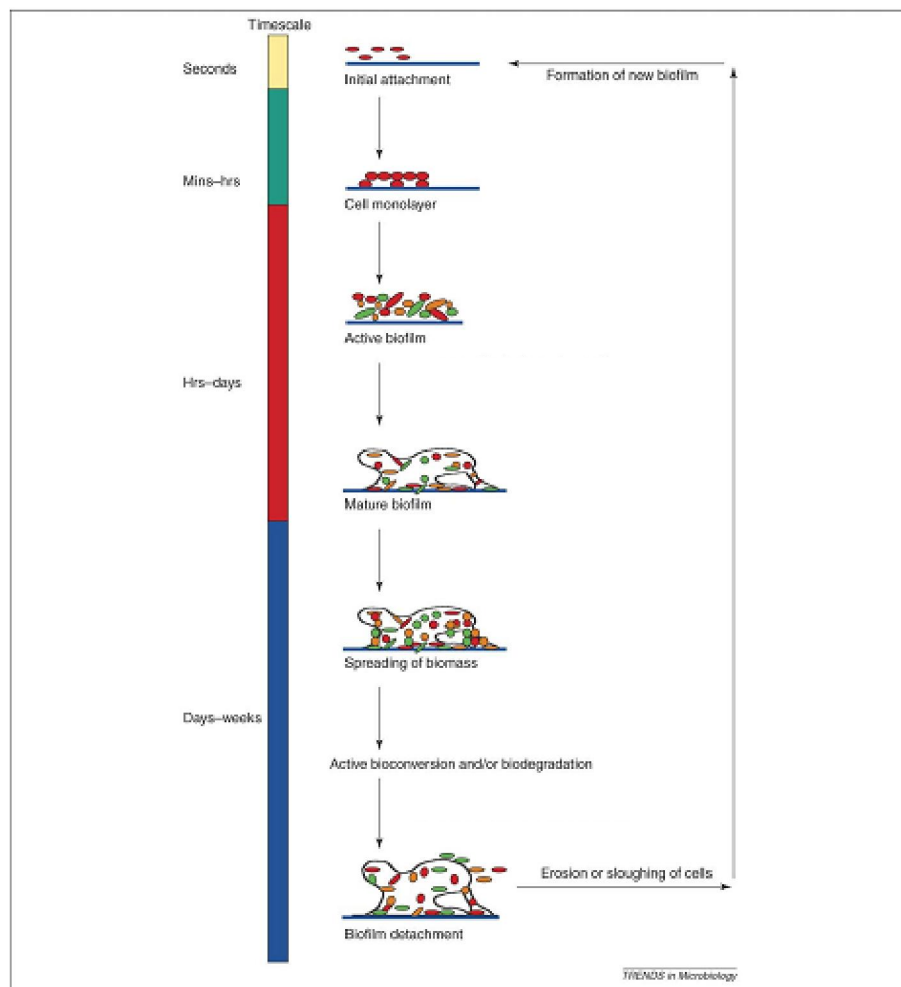 Timescale
Seconds
Initial attachment
Formation of new biofilm
Mins–hrs
Cell monolayer
Active biofilm
Hrs–days
Mature biofilm
Spreading of biomass
Days–weeks
Active bioconversion and/or biodegradation
Erosion or sloughing of cells
Biofilm detachment
TRENDS in Microbiology